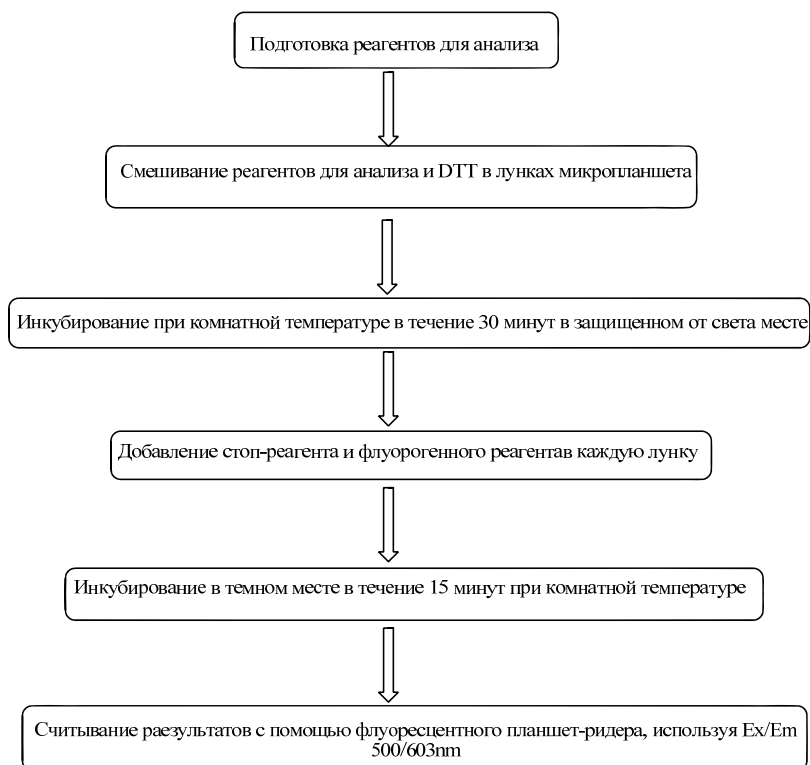 Подготовка реагентов для анализа
Смешивание реагентов для анализа и DTT в лунках микропланшета
Инкубирование при комнатной температуре в течение 30 минут в защищенном от света месте
Добавление стоп-реагента и флуорогенного реагентав каждую лунку
Инкубирование в темном месте в течение 15 минут при комнатной температуре
Считывание раезультатов с помощью флуоресцентного планшет-ридера, используя Ex/Em
500/603nm